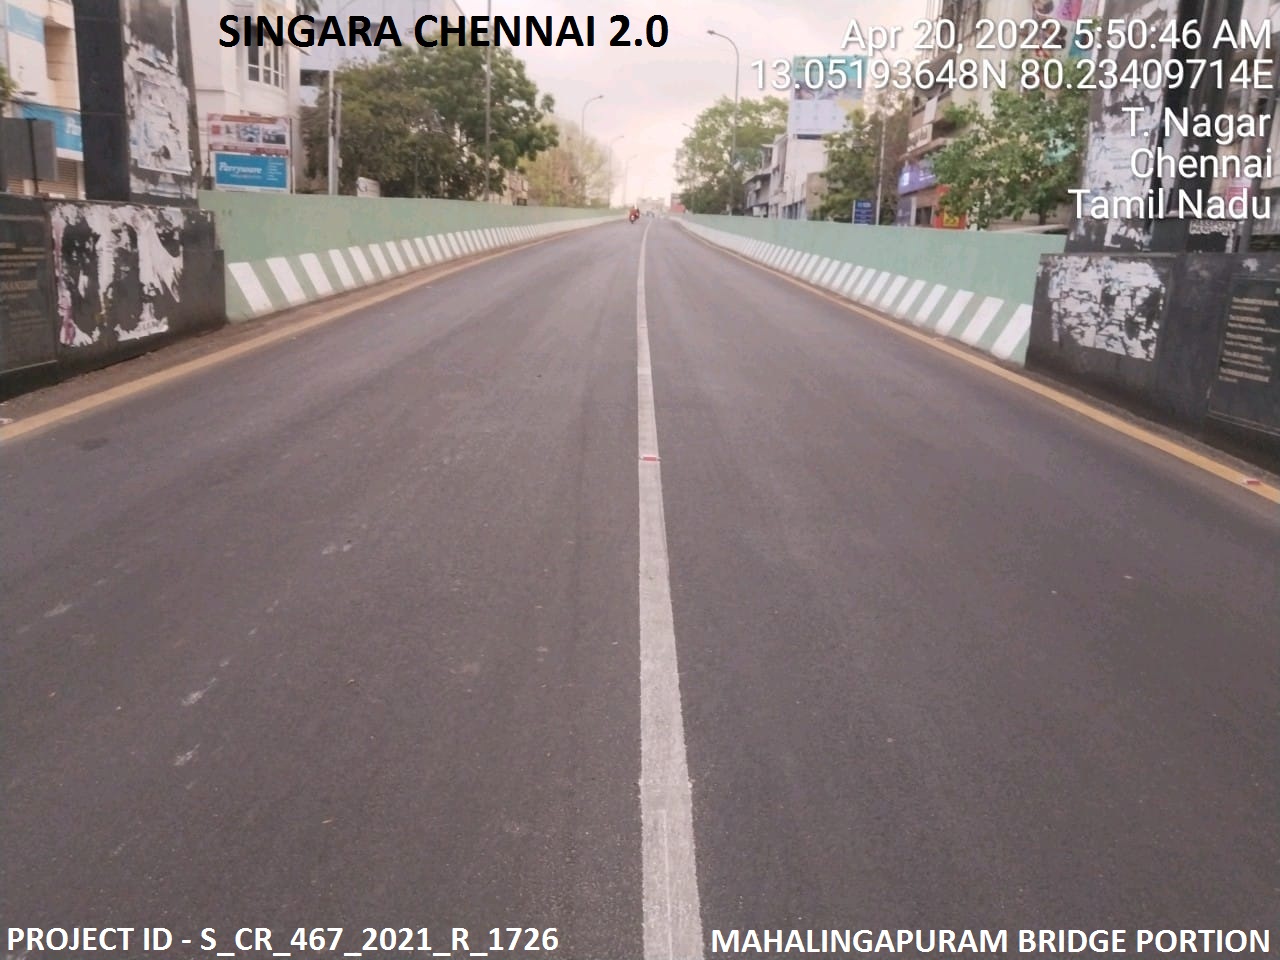 SINGARA CHENNAI 2.0
Apr 20, 2022 5:50:46 AM
13.05193648N 80.23409714E
T. Nagar
Chennai
Tamil Nadu
Parryware
PROJECT ID - S_CR_467_2021_R_1726
MAHALINGAPURAM BRIDGE PORTION